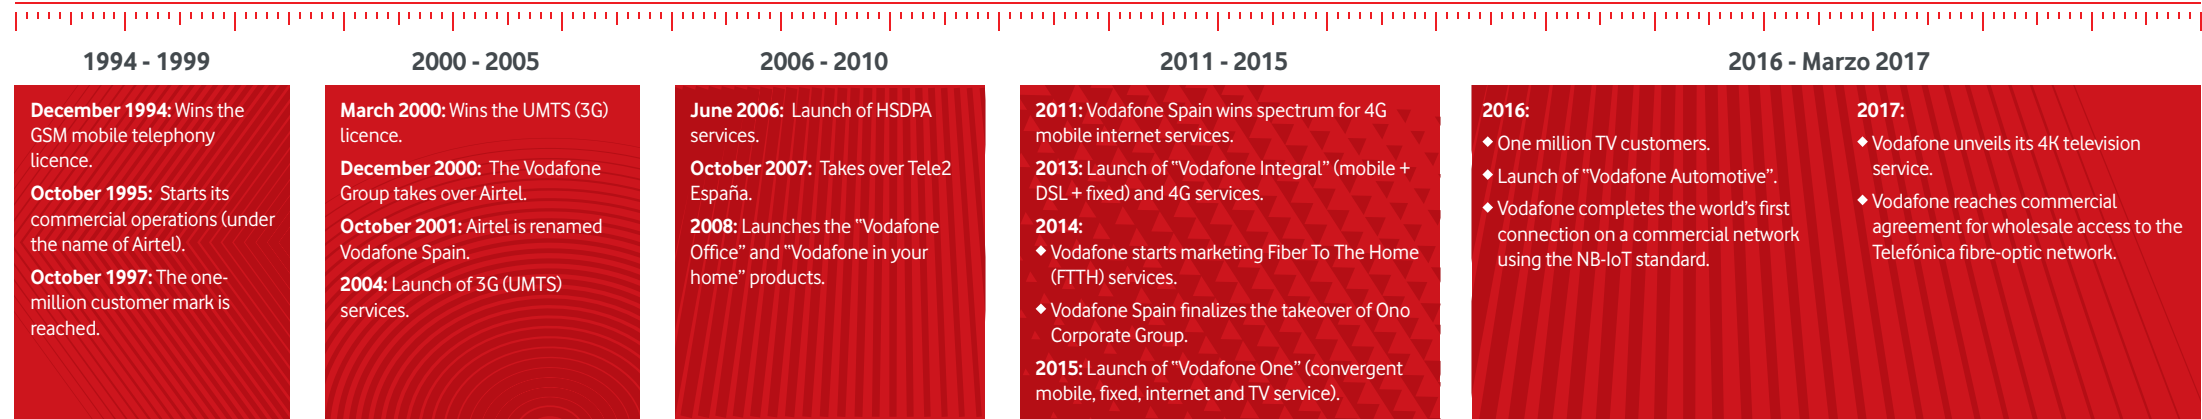 1994 - 1999
December 1994: Wins the
GSM mobile telephony
licence.
October 1995: Starts its
commercial operations (under
the name of Airtel).
October 1997: The one-
million customer mark is
reached.
2000 - 2005
March 2000: Wins the UMTS (3G)
licence.
December 2000: The Vodafone
Group takes over Airtel.
October 2001: Airtel is renamed
Vodafone Spain.
2004: Launch of 3G (UMTS)
services.
2006 - 2010
June 2006: Launch of HSDPA
services.
October 2007: Takes over Tele2
España.
2008: Launches the “Vodafone
Office” and “Vodafone in your
home” products.
2011 - 2015
2011: Vodafone Spain wins spectrum for 4G
mobile internet services.
2013: Launch of “Vodafone Integral” (mobile +
DSL + fixed) and 4G services.
2014:
◆ Vodafone starts marketing Fiber To The Home
(FTTH) services.
◆ Vodafone Spain finalizes the takeover of Ono
Corporate Group.
2015: Launch of “Vodafone One” (convergent
mobile, fixed, internet and TV service).
2016 - Marzo 2017
2016:
◆ One million TV customers.
◆ Launch of “Vodafone Automotive”.
◆ Vodafone completes the world’s first
connection on a commercial network
using the NB-IoT standard.
2017:
◆ Vodafone unveils its 4K television
service.
◆ Vodafone reaches commercial
agreement for wholesale access to the
Telefónica fibre-optic network.